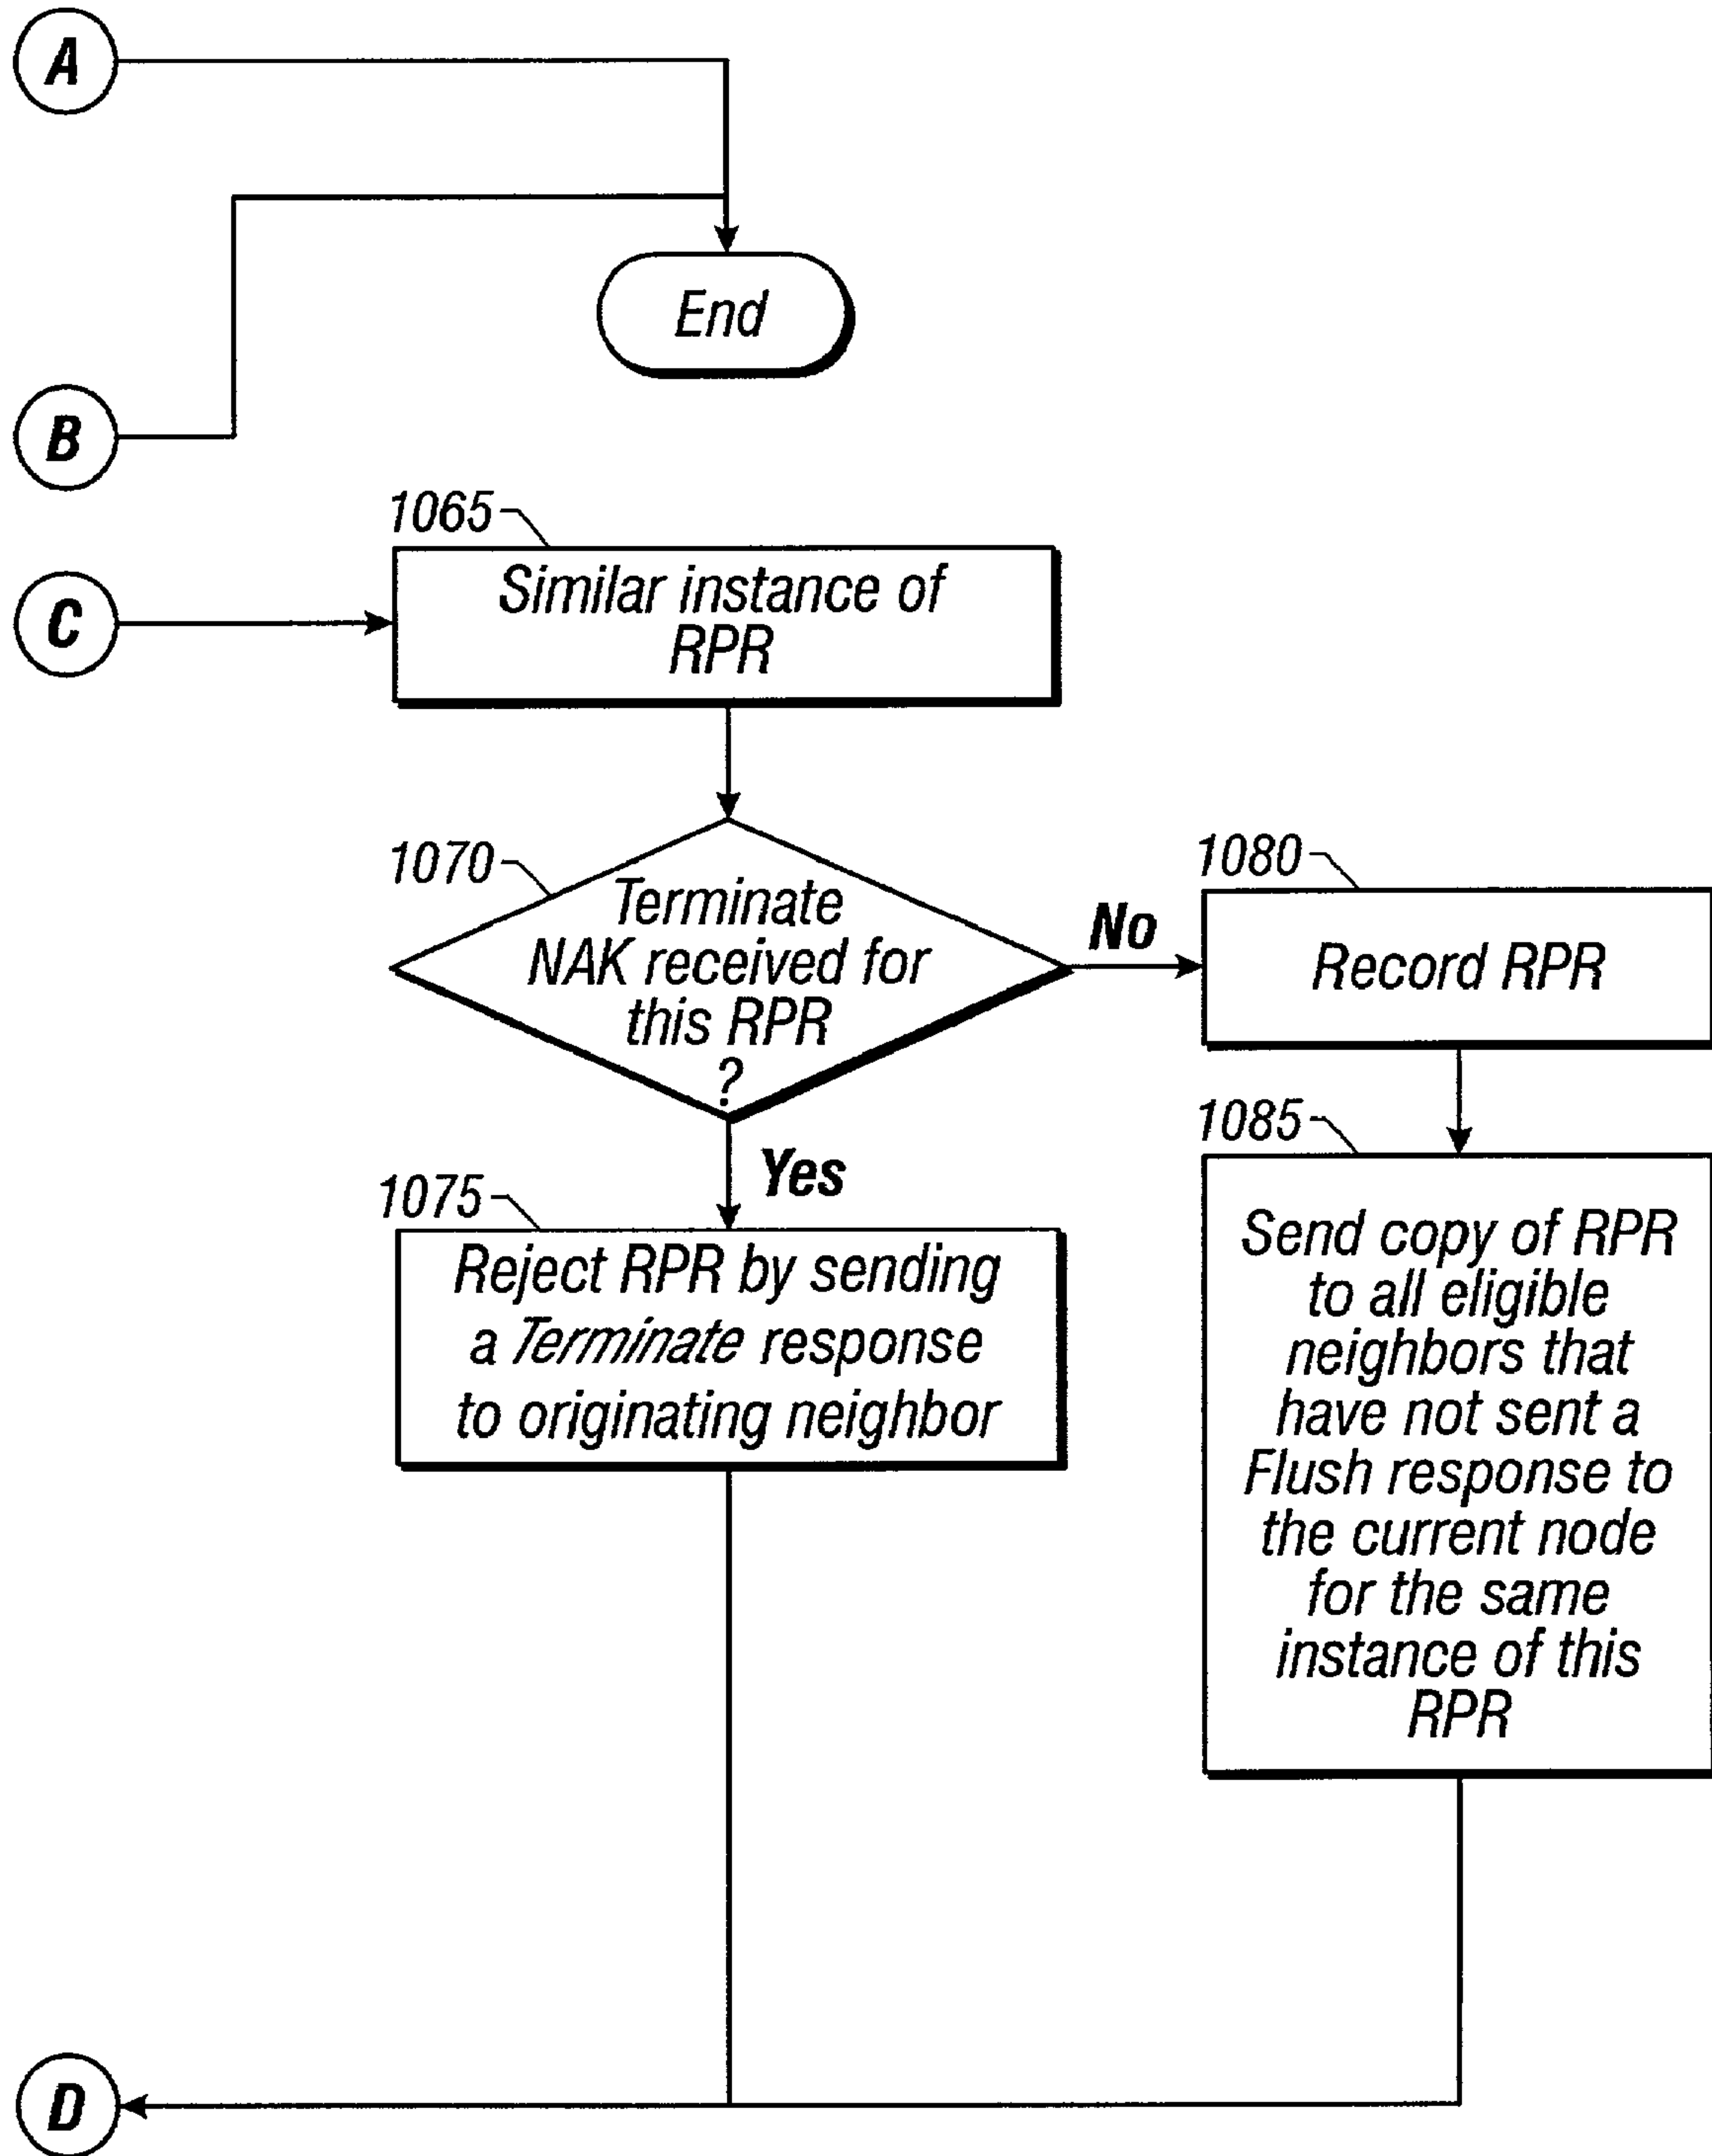 A
End
B
1065
C
Similar instance of
RPR
1070
Terminate
NAK received for
this RPR
?
No
1080
Record RPR
Yes
1075
Reject RPR by sending
a Terminate response
to originating neighbor
1085
Send copy of RPR
to all eligible
neighbors that
have not sent a
Flush response to
the current node
for the same
instance of this
RPR
D